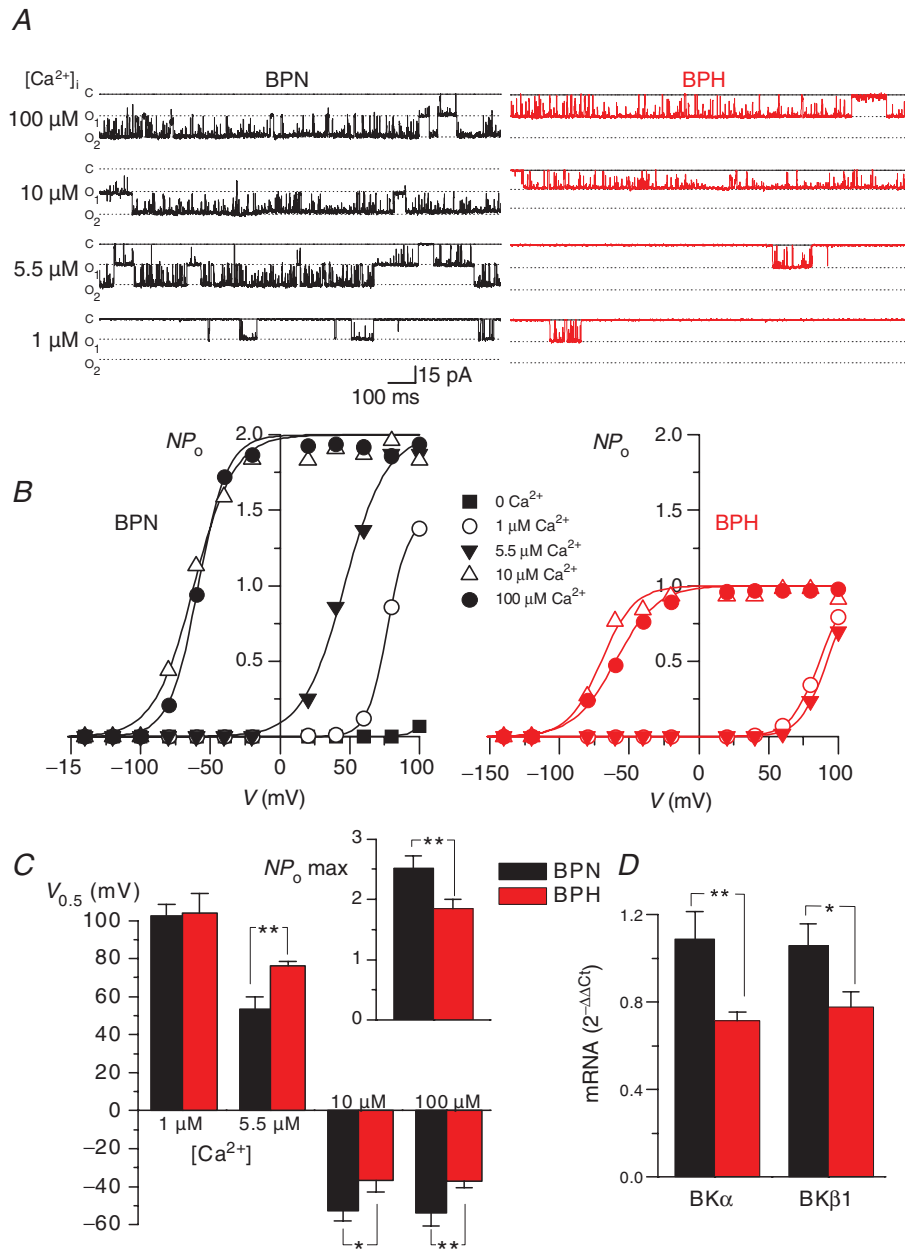 A
[Ca²⁺]ᵢ
BPN
BPH
100 µM
C
O₁
O₂
10 µM
C
O₁
O₂
5.5 µM
C
O₁
O₂
1 µM
C
O₁
O₂
15 pA
100 ms
B
NPₒ
2.0
1.5
1.0
0.5
BPN
−15
−100
−50
0
50
100
V (mV)
0 Ca²⁺
1 µM Ca²⁺
5.5 µM Ca²⁺
10 µM Ca²⁺
100 µM Ca²⁺
NPₒ
2.0
1.5
1.0
0.5
BPH
−150
−100
−50
0
50
100
V (mV)
C
V₀.₅ (mV)
100
80
60
40
20
0
−20
−40
−60
**
1 µM
5.5 µM
[Ca²⁺]
10 µM
100 µM
*
**
NPₒ max
3
2
1
0
**
BPN
BPH
D
mRNA (2^−ΔΔCt)
1.2
0.8
0.4
0.0
**
*
BKα
BKβ1